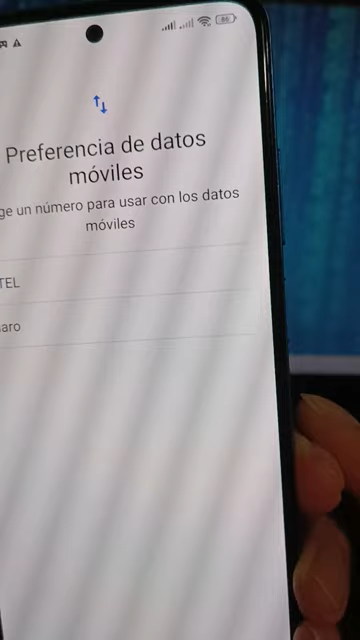 Preferencia de datos
móviles
ge un número para usar con los datos
móviles
TEL
aro